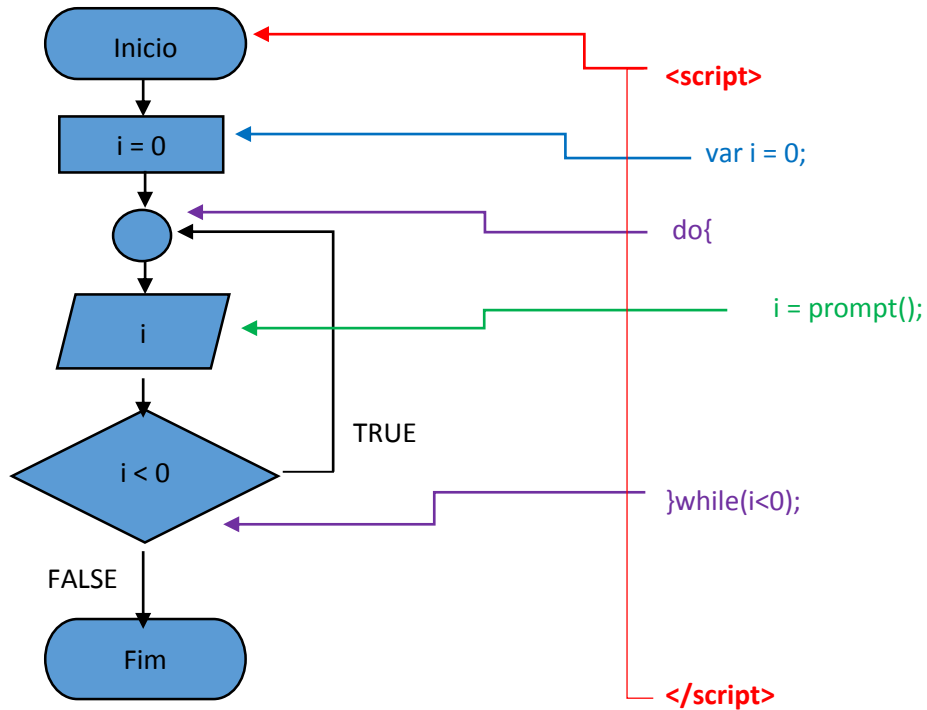 Inicio
<script>
i = 0
var i = 0;
do{
i
i = prompt();
TRUE
i < 0
}while(i<0);
FALSE
Fim
</script>